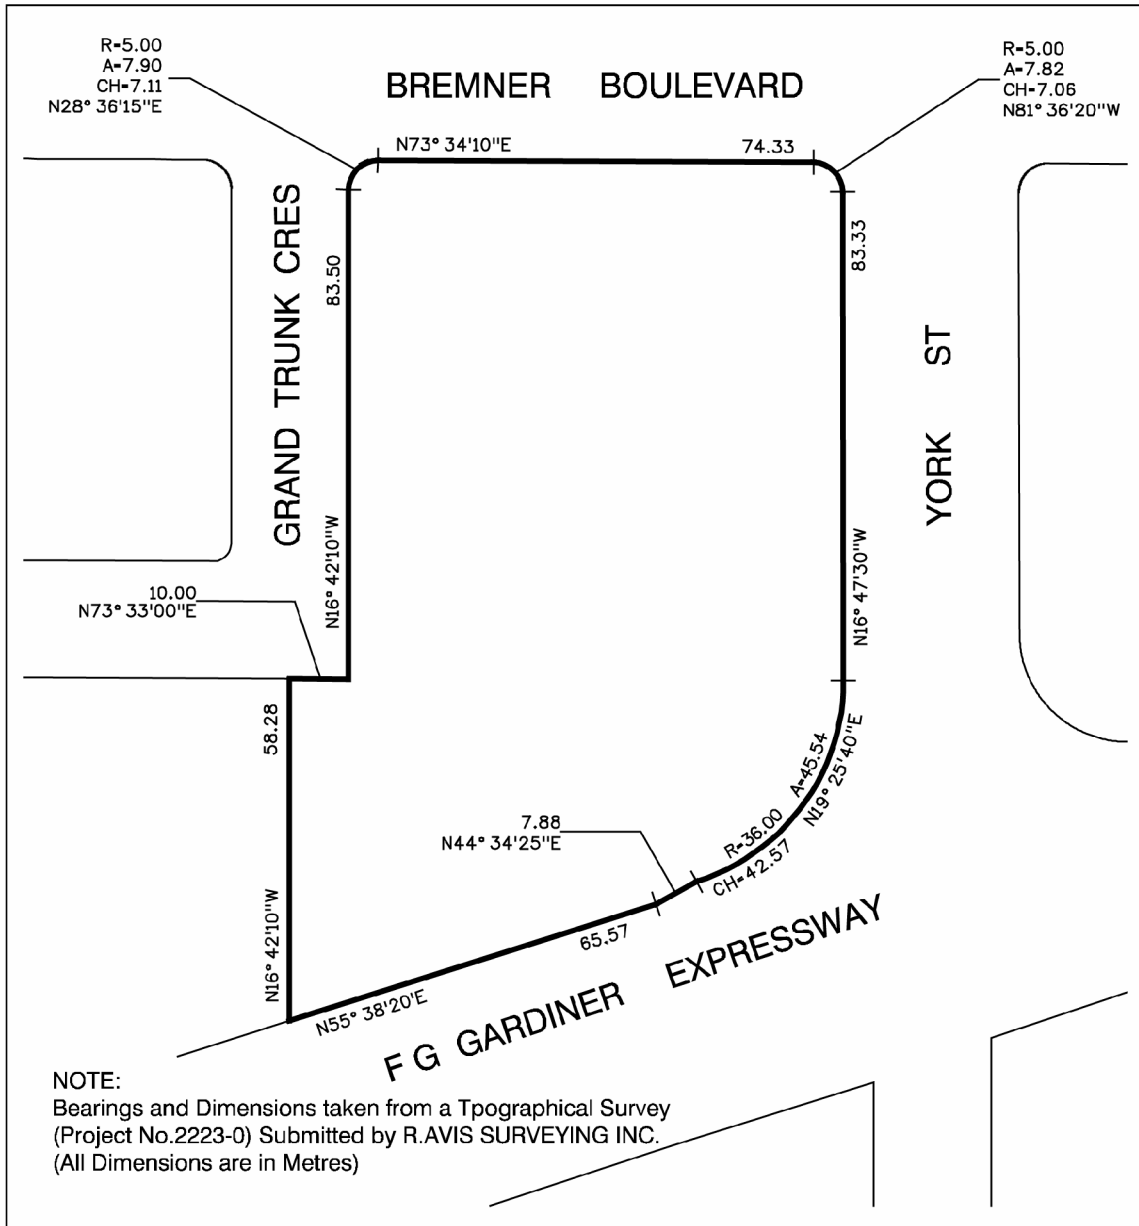 R=5.00
A=7.90
CH=7.11
N28° 36'15"E
BREMNER BOULEVARD
R=5.00
A=7.82
CH=7.06
N81° 36'20"W
N73° 34'10"E
74.33
GRAND TRUNK CRES
83.50
N16° 42'10"W
83.33
N16° 47'30"W
YORK ST
10.00
N73° 33'00"E
58.28
N16° 42'10"W
7.88
N44° 34'25"E
R=36.00 A=45.54
CH=42.57 N19° 25'40"E
N55° 38'20"E
65.57
F G GARDINER EXPRESSWAY
NOTE:
Bearings and Dimensions taken from a Tpographical Survey
(Project No.2223-0) Submitted by R.AVIS SURVEYING INC.
(All Dimensions are in Metres)